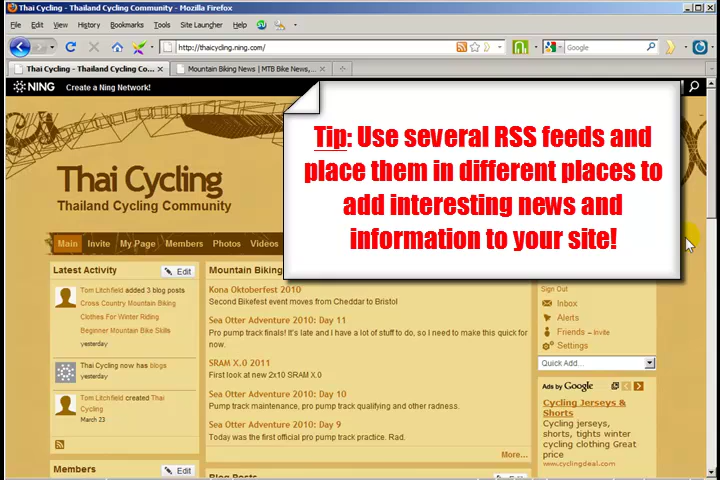 Thai Cycling - Thailand Cycling Community - Mozilla Firefox
File Edit View History Bookmarks Tools Site Launcher Help
http://thaicycling.ning.com/
Google
Thai Cycling - Thailand Cycling Co...
Mountain Biking News | MTB Bike News,...
NING Create a Ning Network!
Tip: Use several RSS feeds and
place them in different places to
add interesting news and
information to your site!
Thai Cycling
Thailand Cycling Community
Main Invite My Page Members Photos Videos
Latest Activity Edit
Tom Litchfield added 3 blog posts
Cross Country Mountain Biking
Clothes For Winter Riding
Beginner Mountain Bike Skills
yesterday
Thai Cycling now has blogs
yesterday
Tom Litchfield created Thai
Cycling
March 23
Members Edit
Mountain Biking
Kona Oktoberfest 2010
Second Bikefest event moves from Cheddar to Bristol
Sea Otter Adventure 2010: Day 11
Pro pump track finals! It's late and I have a lot of stuff to do, so I need to make this quick for
now.
SRAM X.0 2011
First look at new 2x10 SRAM X.0
Sea Otter Adventure 2010: Day 10
Pump track maintenance, pro pump track qualifying and other radness.
Sea Otter Adventure 2010: Day 9
Today was the first official pro pump track practice. Rad.
More...
Blog Posts
Sign Out
Inbox
Alerts
Friends – Invite
Settings
Quick Add...
Ads by Google
Cycling Jerseys &
Shorts
Cycling jerseys,
shorts, tights winter
cycling clothing Great
price
www.cyclingdeal.com